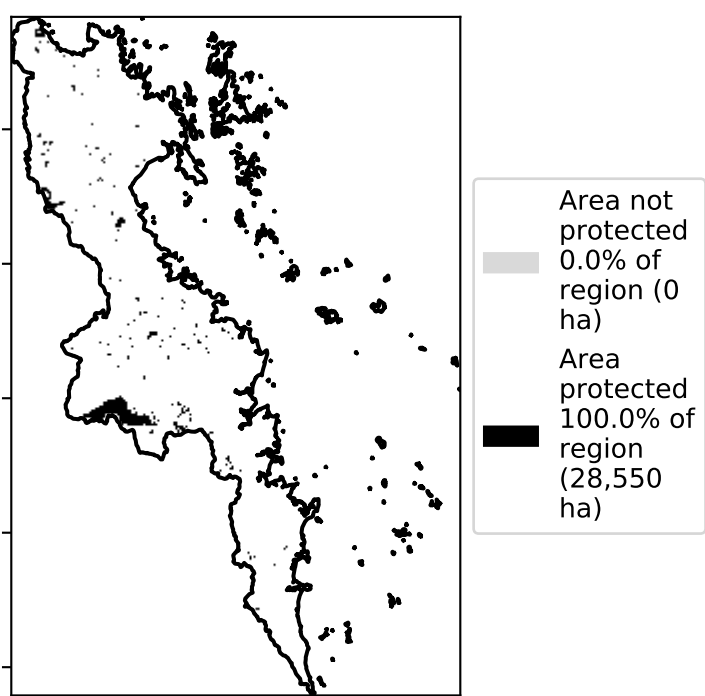 Area not
protected
0.0% of
region (0
ha)
Area
protected
100.0% of
region
(28,550
ha)